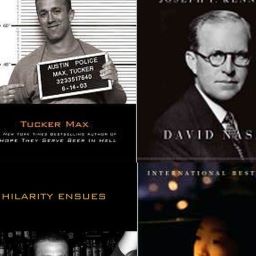 AUSTIN POLICE
MAX, TUCKER
3233517640
6-14-03
TUCKER MAX
NEW YORK TIMES BESTSELLING AUTHOR OF
HOPE THEY SERVE BEER IN HELL
HILARITY ENSUES
JOSEPH P. KENN
DAVID NAS
INTERNATIONAL BEST